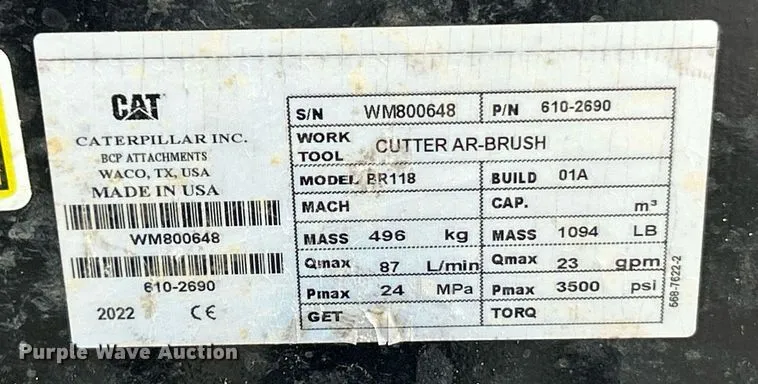 CAT
CATERPILLAR INC.
BCP ATTACHMENTS
WACO, TX, USA
MADE IN USA
WM800648
610-2690
2022 CE
S/N WM800648 P/N 610-2690
WORK TOOL CUTTER AR-BRUSH
MODEL BR118 BUILD 01A
MACH CAP. m³
MASS 496 kg MASS 1094 LB
Qmax 87 L/min Qmax 23 gpm
Pmax 24 MPa Pmax 3500 psi
GET TORQ
568-7622-2
Purple Wave Auction